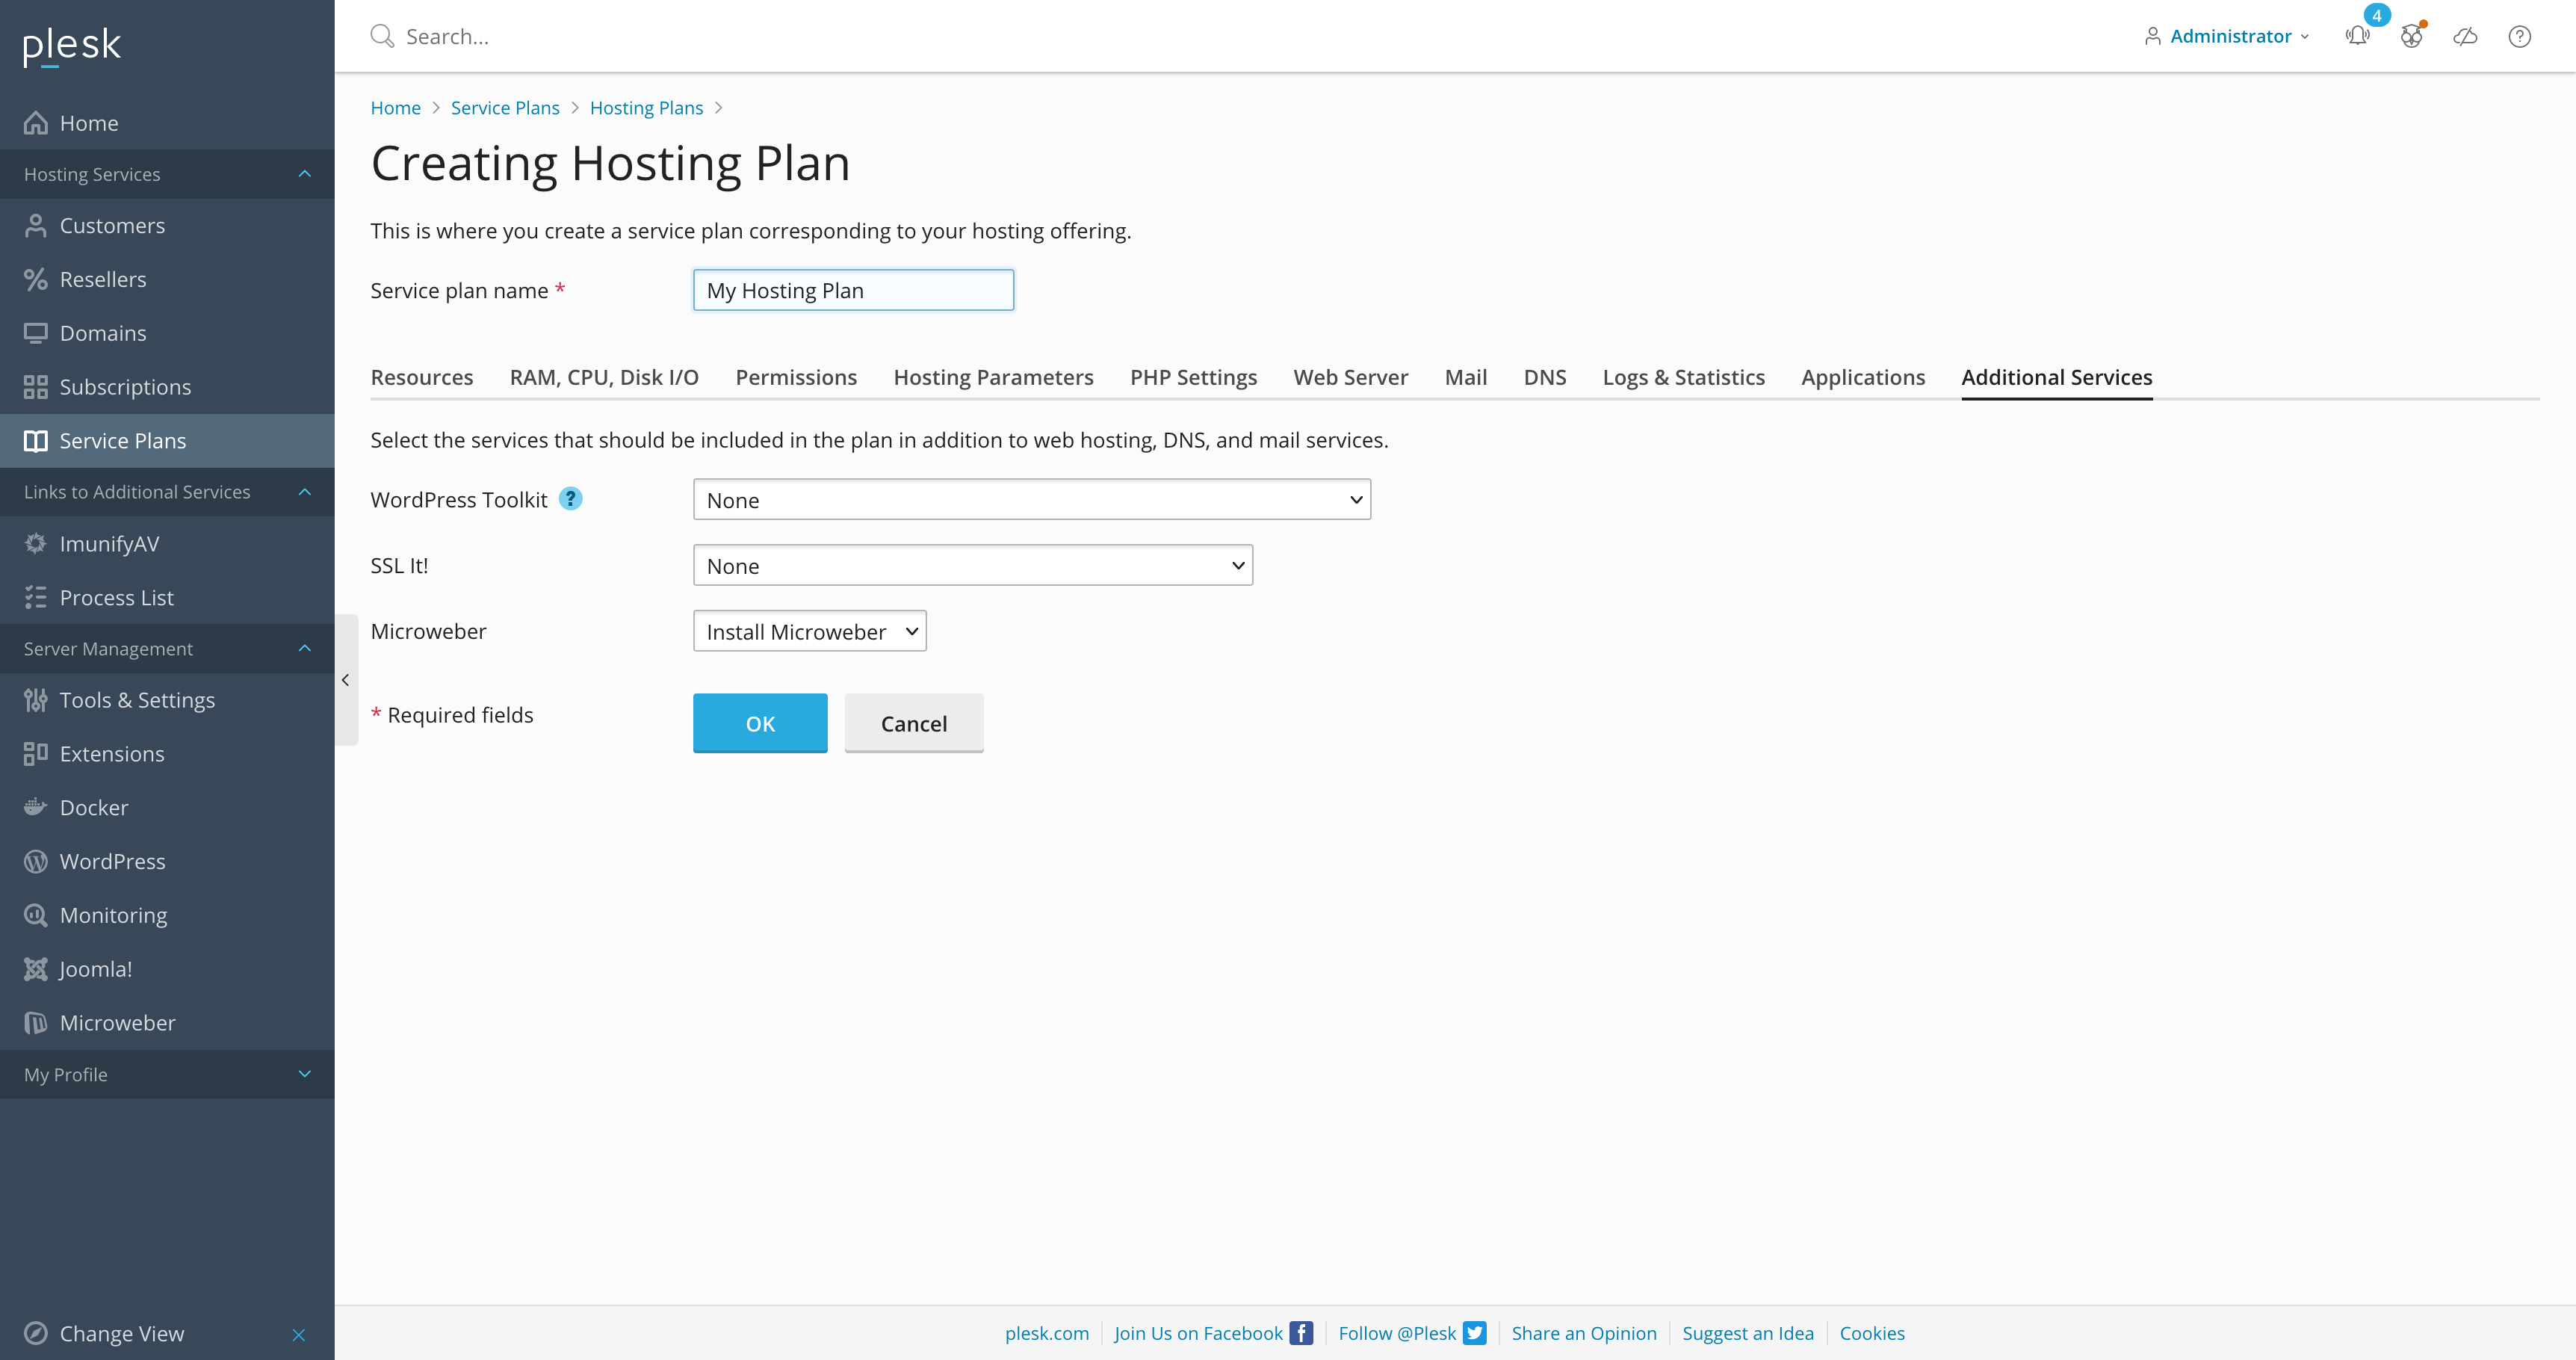 plesk
Search...
4
Administrator
Home
Hosting Services
Customers
Resellers
Domains
Subscriptions
Service Plans
Links to Additional Services
ImunifyAV
Process List
Server Management
Tools & Settings
Extensions
Docker
WordPress
Monitoring
Joomla!
Microweber
My Profile
Change View
Home > Service Plans > Hosting Plans >
Creating Hosting Plan
This is where you create a service plan corresponding to your hosting offering.
Service plan name * My Hosting Plan
Resources RAM, CPU, Disk I/O Permissions Hosting Parameters PHP Settings Web Server Mail DNS Logs & Statistics Applications Additional Services
Select the services that should be included in the plan in addition to web hosting, DNS, and mail services.
WordPress Toolkit ? None
SSL It! None
Microweber Install Microweber
* Required fields OK Cancel
plesk.com Join Us on Facebook Follow @Plesk Share an Opinion Suggest an Idea Cookies